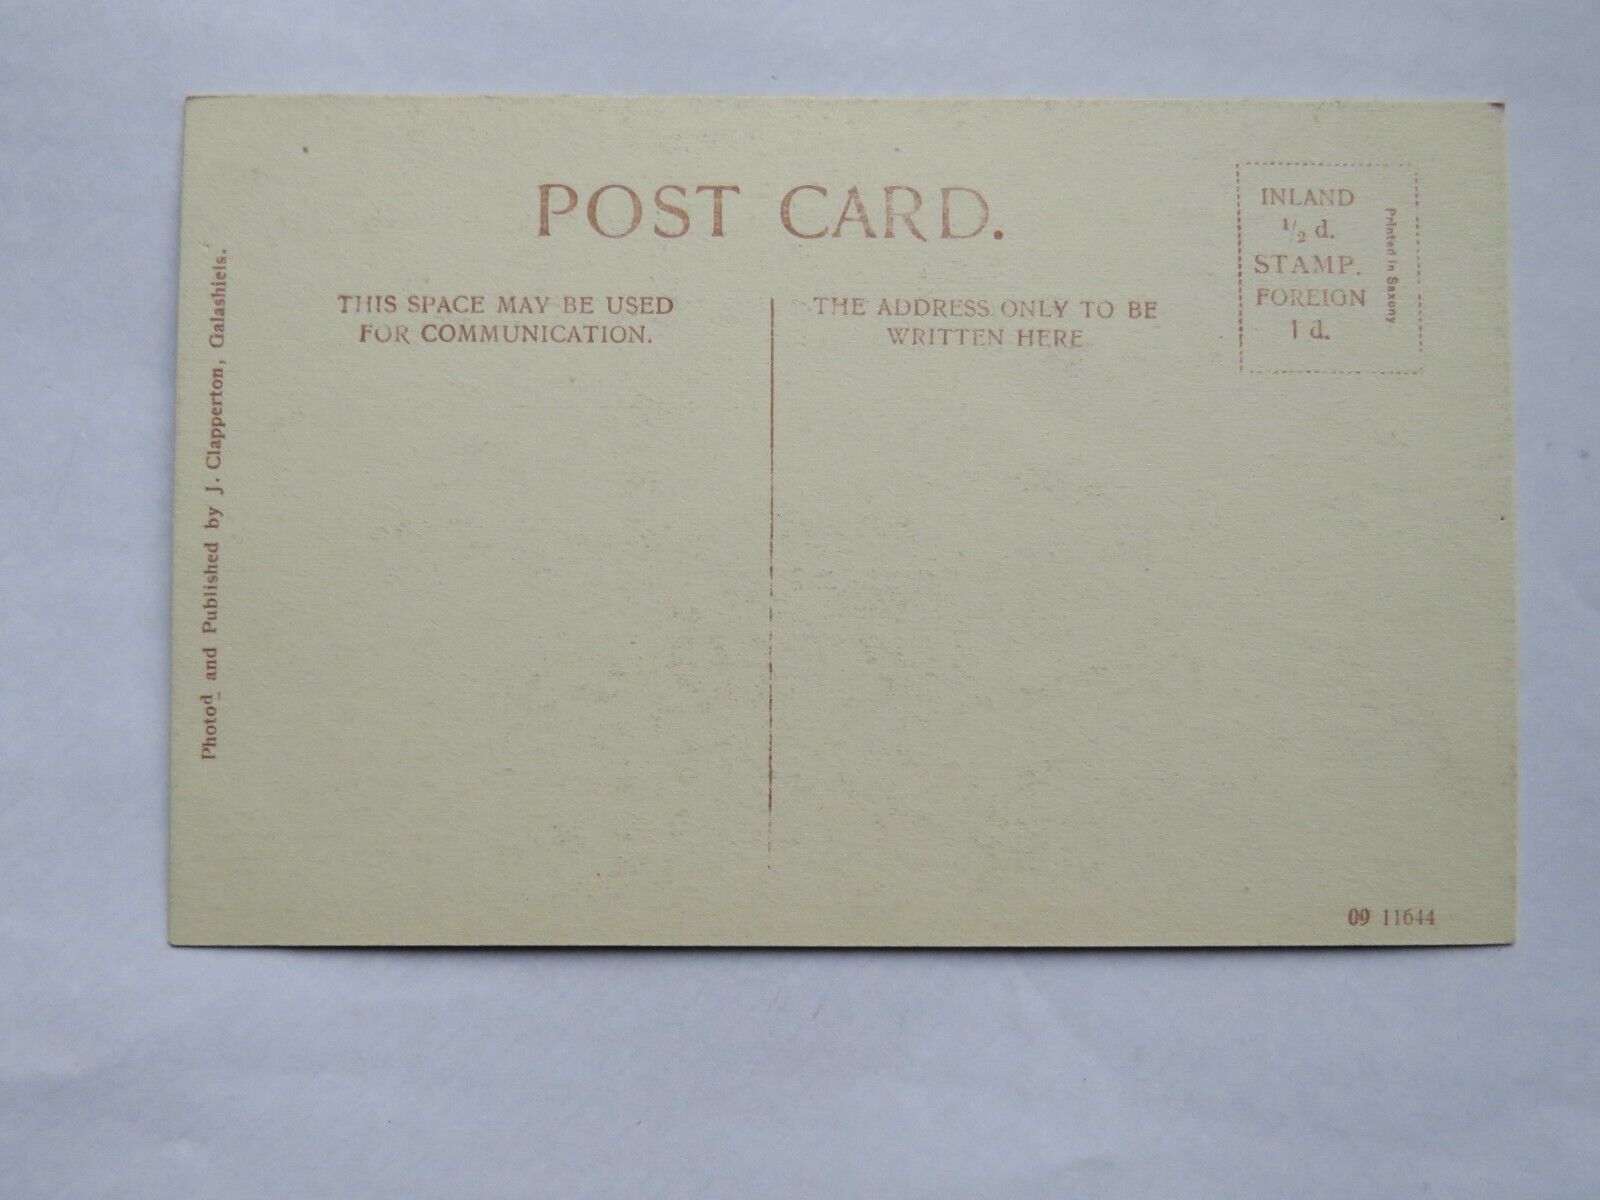 POST CARD.
THIS SPACE MAY BE USED
FOR COMMUNICATION.
THE ADDRESS ONLY TO BE
WRITTEN HERE
INLAND
½ d.
STAMP.
FOREIGN
1 d.
Printed in Saxony
Photod and Published by J. Clapperton, Galashiels.
09 11644